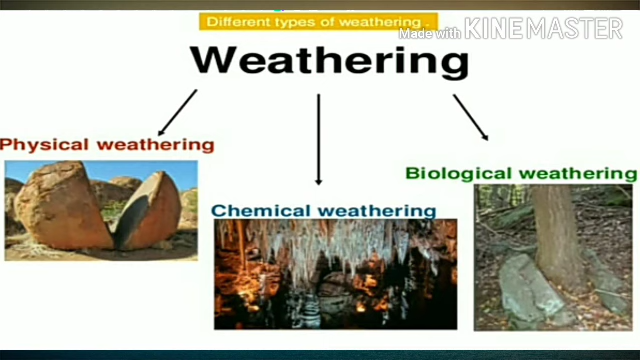 Different types of weathering .
Made with KINEMASTER
Weathering
Physical weathering
Biological weathering
Chemical weathering